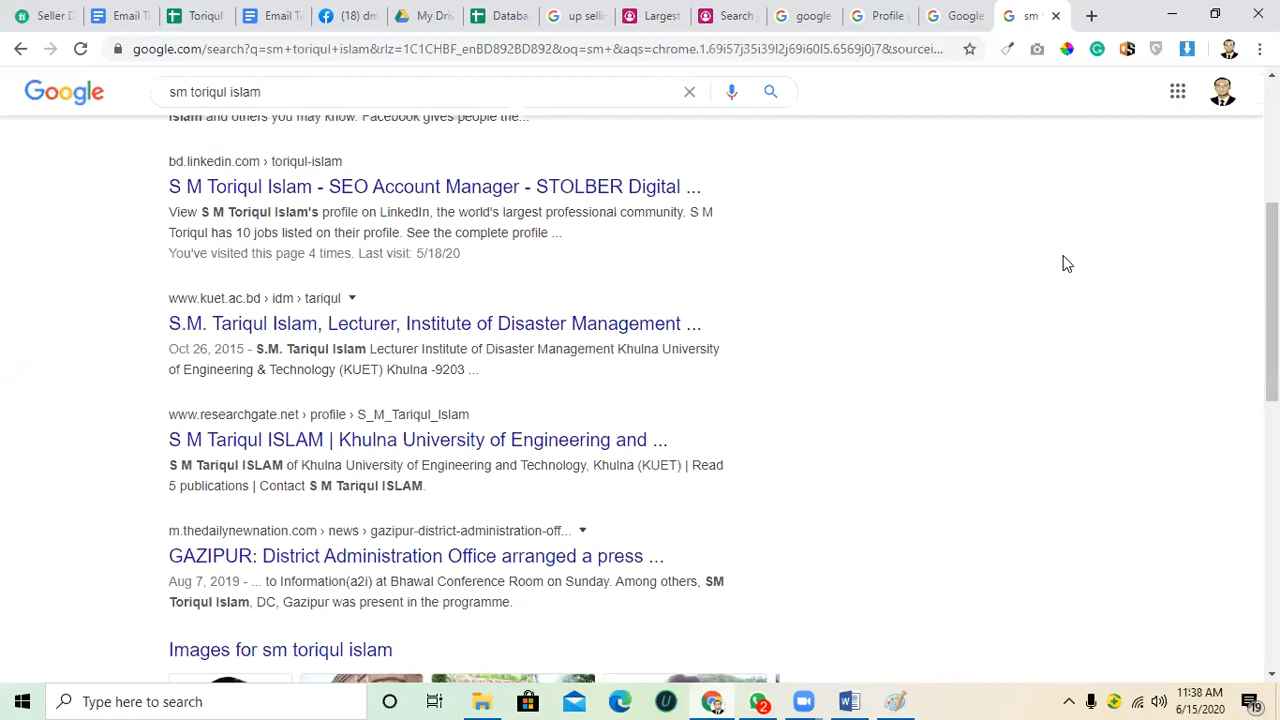 Seller D
Email Te
Toriqul
Email Te
(18) dr
My Driv
Databa
up sellin
Largest
Search
google
Profile
Google
sm t
google.com/search?q=sm+toriqul+islam&rlz=1C1CHBF_enBD892BD892&oq=sm+&aqs=chrome.1.69i57j35i39l2j69i60l5.6569j0j7&sourcei...
Google
sm toriqul islam
Islam and others you may know. Facebook gives people the...
bd.linkedin.com › toriqul-islam
S M Toriqul Islam - SEO Account Manager - STOLBER Digital ...
View S M Toriqul Islam's profile on LinkedIn, the world's largest professional community. S M
Toriqul has 10 jobs listed on their profile. See the complete profile ...
You've visited this page 4 times. Last visit: 5/18/20
www.kuet.ac.bd › idm › tariqul
S.M. Tariqul Islam, Lecturer, Institute of Disaster Management ...
Oct 26, 2015 - S.M. Tariqul Islam Lecturer Institute of Disaster Management Khulna University
of Engineering & Technology (KUET) Khulna -9203 ...
www.researchgate.net › profile › S_M_Tariqul_Islam
S M Tariqul ISLAM | Khulna University of Engineering and ...
S M Tariqul ISLAM of Khulna University of Engineering and Technology, Khulna (KUET) | Read
5 publications | Contact S M Tariqul ISLAM.
m.thedailynewnation.com › news › gazipur-district-administration-off...
GAZIPUR: District Administration Office arranged a press ...
Aug 7, 2019 - ... to Information(a2i) at Bhawal Conference Room on Sunday. Among others, SM
Toriqul Islam, DC, Gazipur was present in the programme.
Images for sm toriqul islam
Type here to search
2
11:38 AM
6/15/2020
19